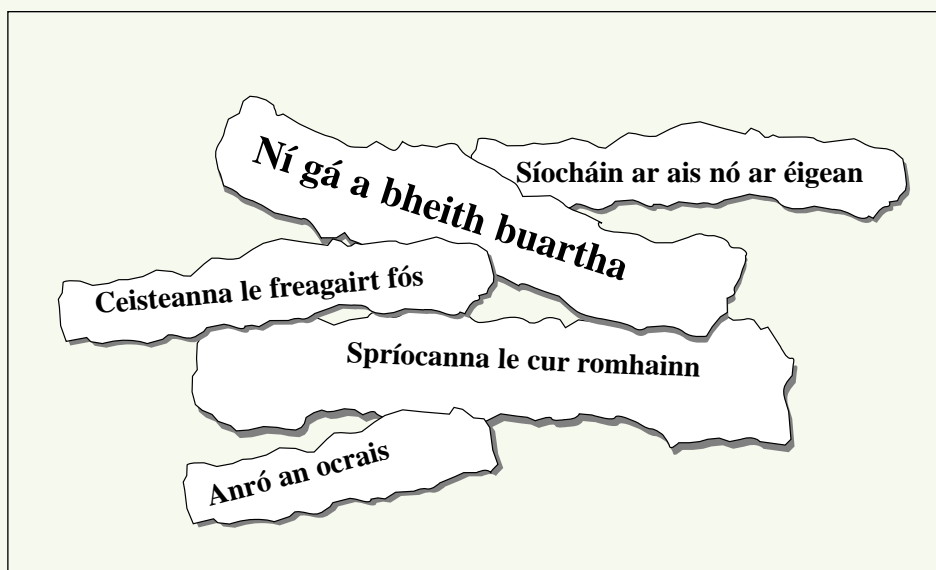 Ní gá a bheith buartha
Síocháin ar ais nó ar éigean
Ceisteanna le freagairt fós
Spríocanna le cur romhainn
Anró an ocrais